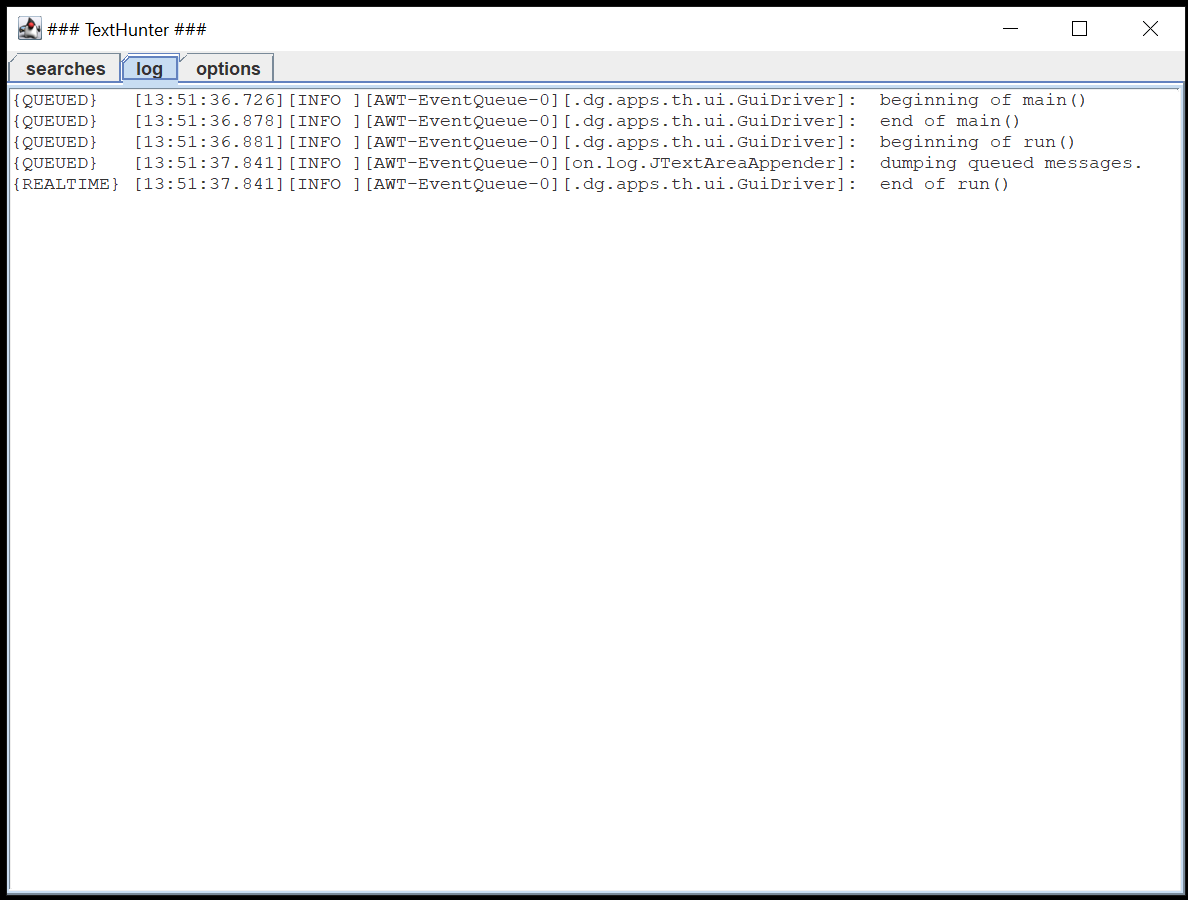 ### TextHunter ###
searches log options
{QUEUED}   [13:51:36.726][INFO ][AWT-EventQueue-0][.dg.apps.th.ui.GuiDriver]:  beginning of main()
{QUEUED}   [13:51:36.878][INFO ][AWT-EventQueue-0][.dg.apps.th.ui.GuiDriver]:  end of main()
{QUEUED}   [13:51:36.881][INFO ][AWT-EventQueue-0][.dg.apps.th.ui.GuiDriver]:  beginning of run()
{QUEUED}   [13:51:37.841][INFO ][AWT-EventQueue-0][on.log.JTextAreaAppender]:  dumping queued messages.
{REALTIME} [13:51:37.841][INFO ][AWT-EventQueue-0][.dg.apps.th.ui.GuiDriver]:  end of run()